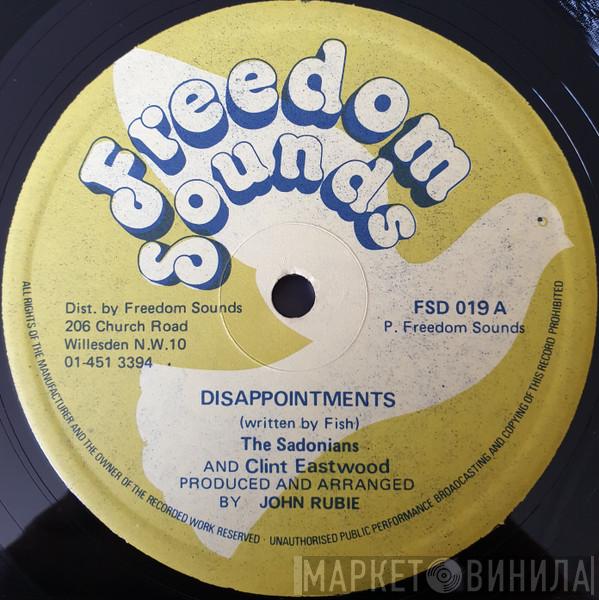 Freedom
Sounds
Dist. by Freedom Sounds
206 Church Road
Willesden N.W.10
01-451 3394
FSD 019 A
P. Freedom Sounds
DISAPPOINTMENTS
(written by Fish)
The Sadonians
AND Clint Eastwood
PRODUCED AND ARRANGED
BY JOHN RUBIE
ALL RIGHTS OF THE MANUFACTURER AND THE OWNER OF THE RECORDED WORK RESERVED · UNAUTHORISED PUBLIC PERFORMANCE BROADCASTING AND COPYING OF THIS RECORD PROHIBITED
МАРКЕТ ВИНИЛА